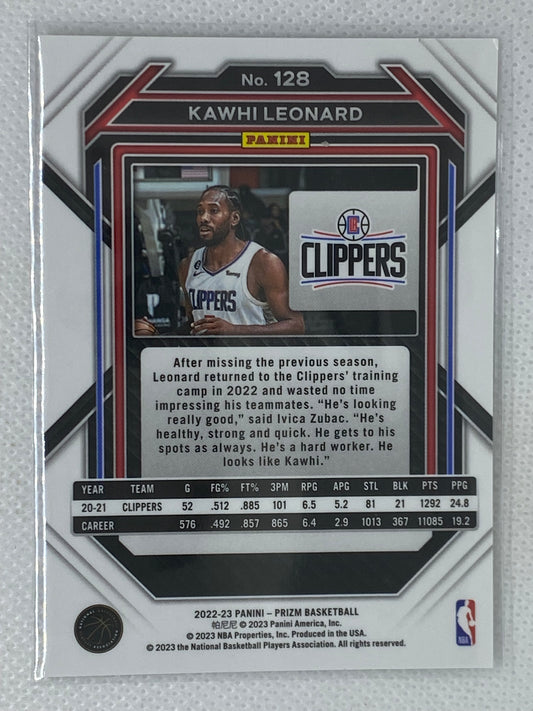 No. 128
KAWHI LEONARD
PANINI
CLIPPERS
CLIPPERS
After missing the previous season,
Leonard returned to the Clippers' training
camp in 2022 and wasted no time
impressing his teammates. “He's looking
really good,” said Ivica Zubac. “He's
healthy, strong and quick. He gets to his
spots as always. He's a hard worker. He
looks like Kawhi.”
YEAR TEAM G FG% FT% 3PM RPG APG STL BLK PTS PPG
20-21 CLIPPERS 52 .512 .885 101 6.5 5.2 81 21 1292 24.8
CAREER 576 .492 .857 865 6.4 2.9 1013 367 11085 19.2
2022-23 PANINI – PRIZM BASKETBALL
帕尼尼 © 2023 Panini America, Inc.
© 2023 NBA Properties, Inc. Produced in the USA.
© 2023 the National Basketball Players Association. All rights reserved.
NBA